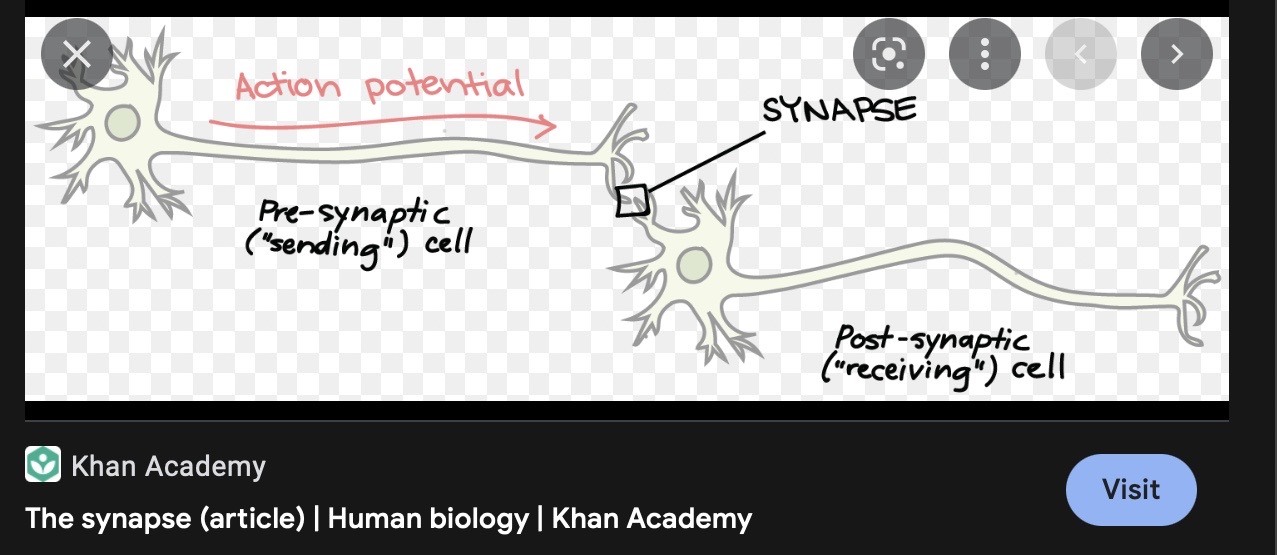 Action potential
SYNAPSE
Pre-synaptic
("sending") cell
Post-synaptic
("receiving") cell
Khan Academy
Visit
The synapse (article) | Human biology | Khan Academy